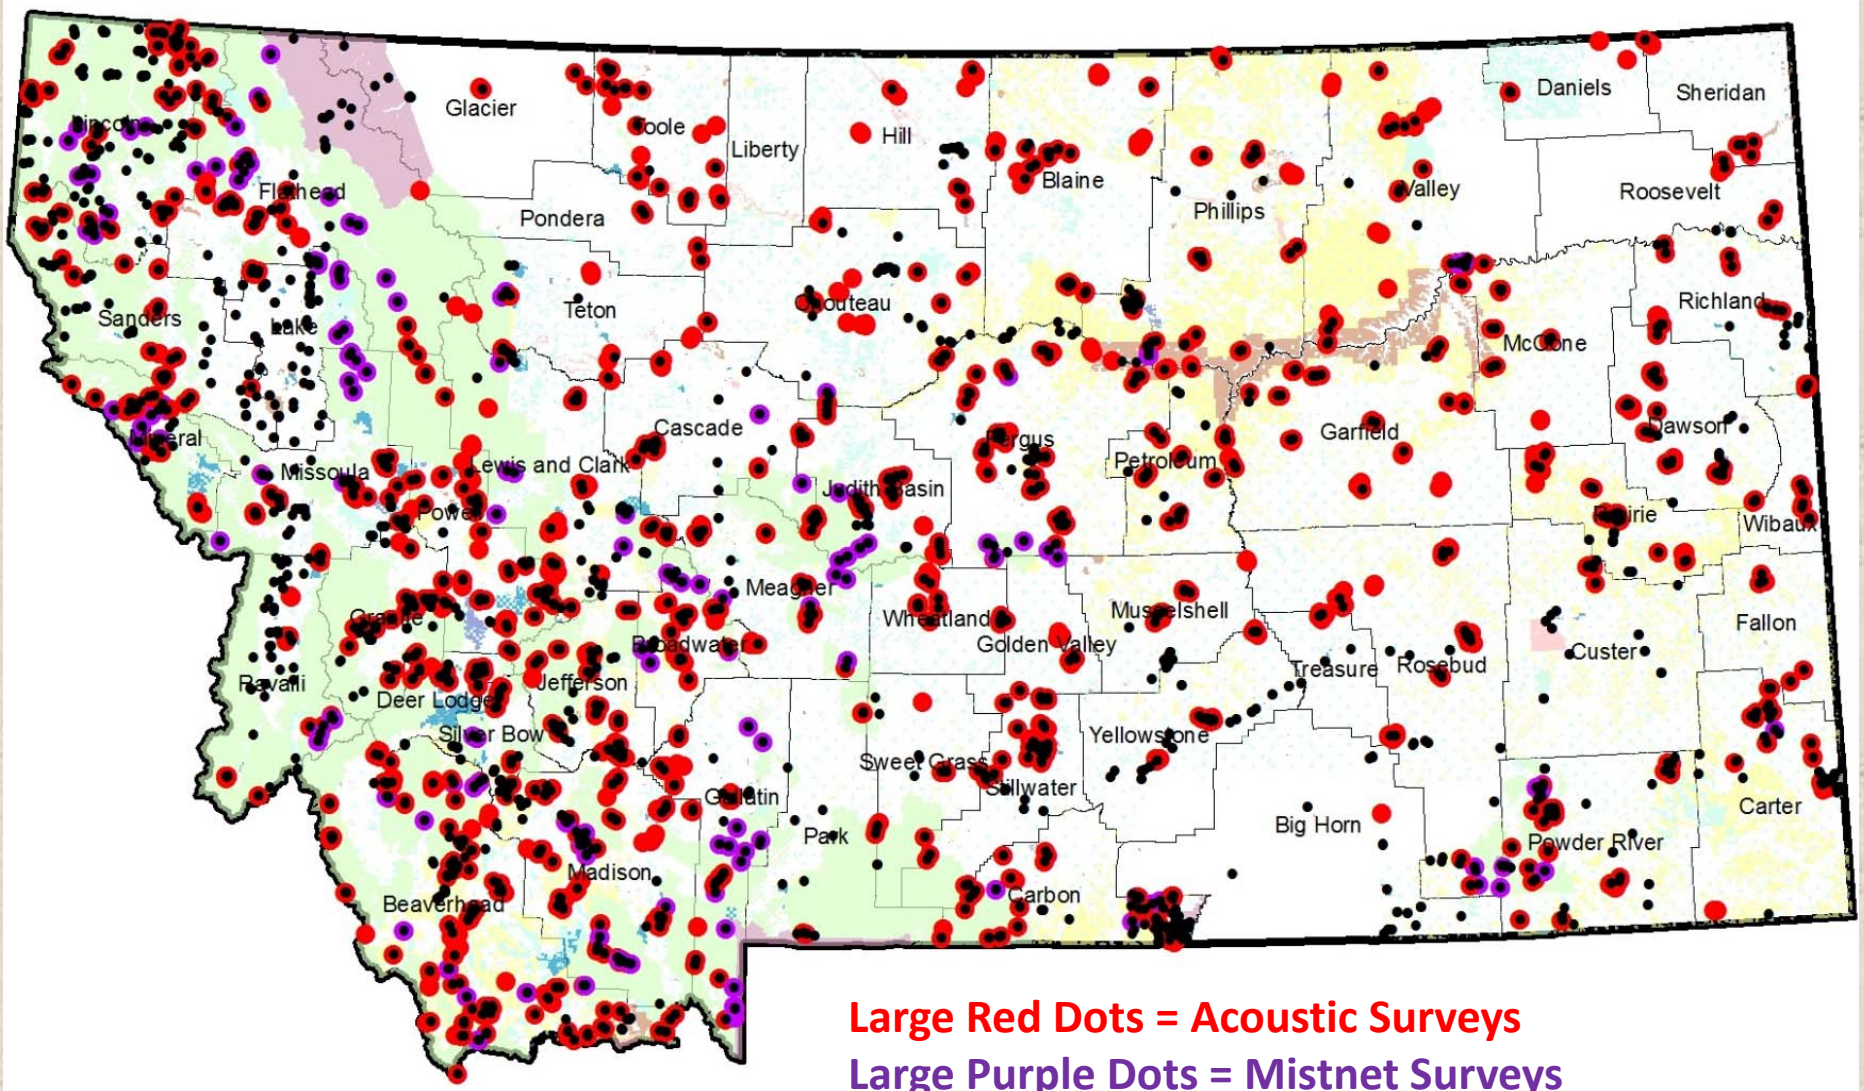 Glacier
Toole
Liberty
Hill
Blaine
Phillips
Valley
Daniels
Sheridan
Roosevelt
Lincoln
Flathead
Pondera
Teton
Chouteau
Richland
McCone
Sanders
Lake
Cascade
Fergus
Petroleum
Garfield
Dawson
Mineral
Missoula
Lewis and Clark
Judith Basin
Powell
Prairie
Wibaux
Meagher
Wheatland
Golden Valley
Musselshell
Fallon
Granite
Broadwater
Treasure
Rosebud
Custer
Ravalli
Deer Lodge
Jefferson
Silver Bow
Sweet Grass
Yellowstone
Stillwater
Gallatin
Park
Big Horn
Powder River
Carter
Madison
Beaverhead
Carbon
Large Red Dots = Acoustic Surveys
Large Purple Dots = Mistnet Surveys